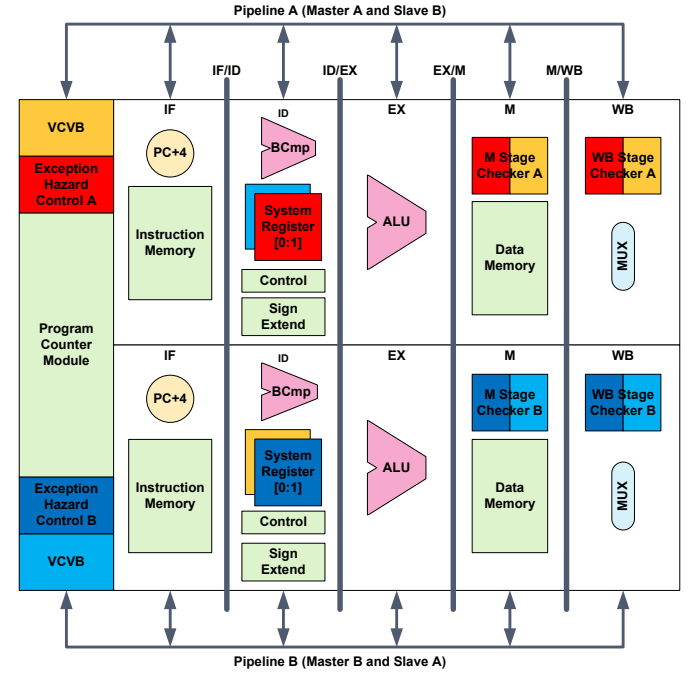 Pipeline A (Master A and Slave B)
IF/ID
ID/EX
EX/M
M/WB
VCVB
Exception
Hazard
Control A
Program
Counter
Module
Exception
Hazard
Control B
VCVB
IF
PC+4
Instruction
Memory
ID
BCmp
System
Register
[0:1]
Control
Sign
Extend
EX
ALU
M
M Stage
Checker A
Data
Memory
WB
WB Stage
Checker A
MUX
IF
PC+4
Instruction
Memory
ID
BCmp
System
Register
[0:1]
Control
Sign
Extend
EX
ALU
M
M Stage
Checker B
Data
Memory
WB
WB Stage
Checker B
MUX
Pipeline B (Master B and Slave A)